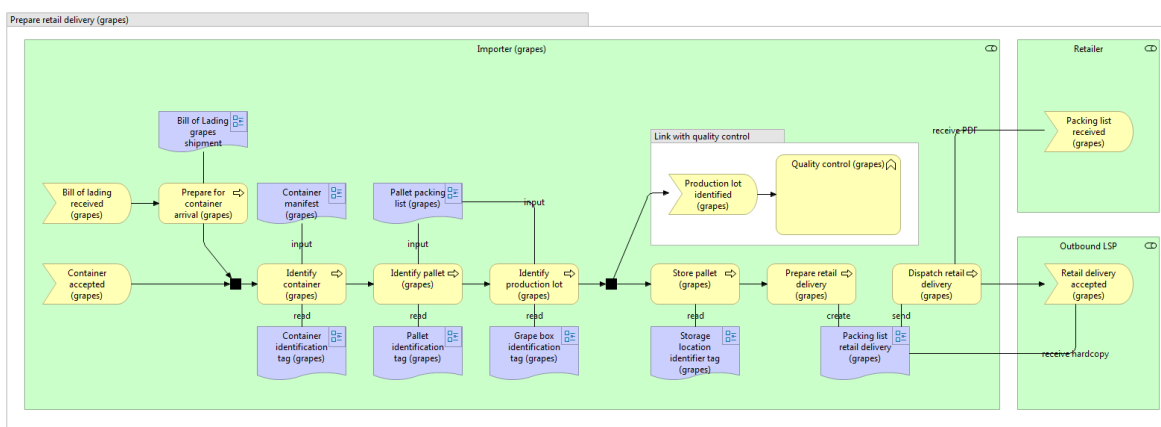 Prepare retail delivery (grapes)
Importer (grapes)
Retailer
Bill of Lading
grapes
shipment
Packing list
received
(grapes)
receive PDF
Link with quality control
Quality control (grapes)
Production lot
identified
(grapes)
Bill of lading
received
(grapes)
Prepare for
container
arrival (grapes)
Container
manifest
(grapes)
Pallet packing
list (grapes)
input
input
input
Outbound LSP
Container
accepted
(grapes)
Identify
container
(grapes)
Identify pallet
(grapes)
Identify
production lot
(grapes)
Store pallet
(grapes)
Prepare retail
delivery
(grapes)
Dispatch retail
delivery
(grapes)
Retail delivery
accepted
(grapes)
read
read
read
read
create
send
Container
identification
tag (grapes)
Pallet
identification
tag (grapes)
Grape box
identification
tag (grapes)
Storage
location
identifier tag
(grapes)
Packing list
retail delivery
(grapes)
receive hardcopy